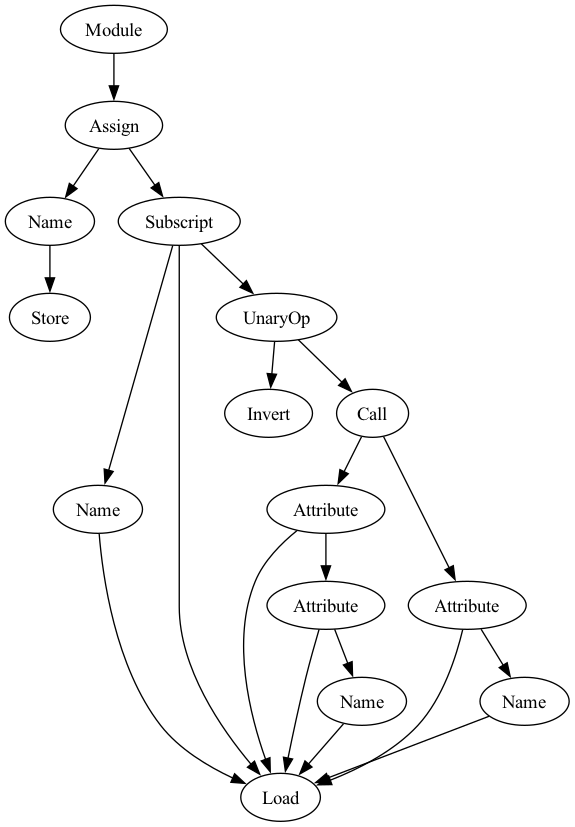 Module
Assign
Name
Subscript
Store
UnaryOp
Invert
Call
Name
Attribute
Attribute
Attribute
Name
Name
Load